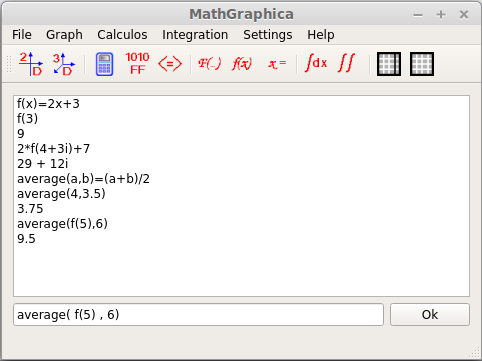 MathGraphica
File Graph Calculos Integration Settings Help
2 D 3 D 1010 FF <=> F(..) f(x) x= ∫dx ∫∫
f(x)=2x+3
f(3)
9
2*f(4+3i)+7
29 + 12i
average(a,b)=(a+b)/2
average(4,3.5)
3.75
average(f(5),6)
9.5
average( f(5) , 6) Ok